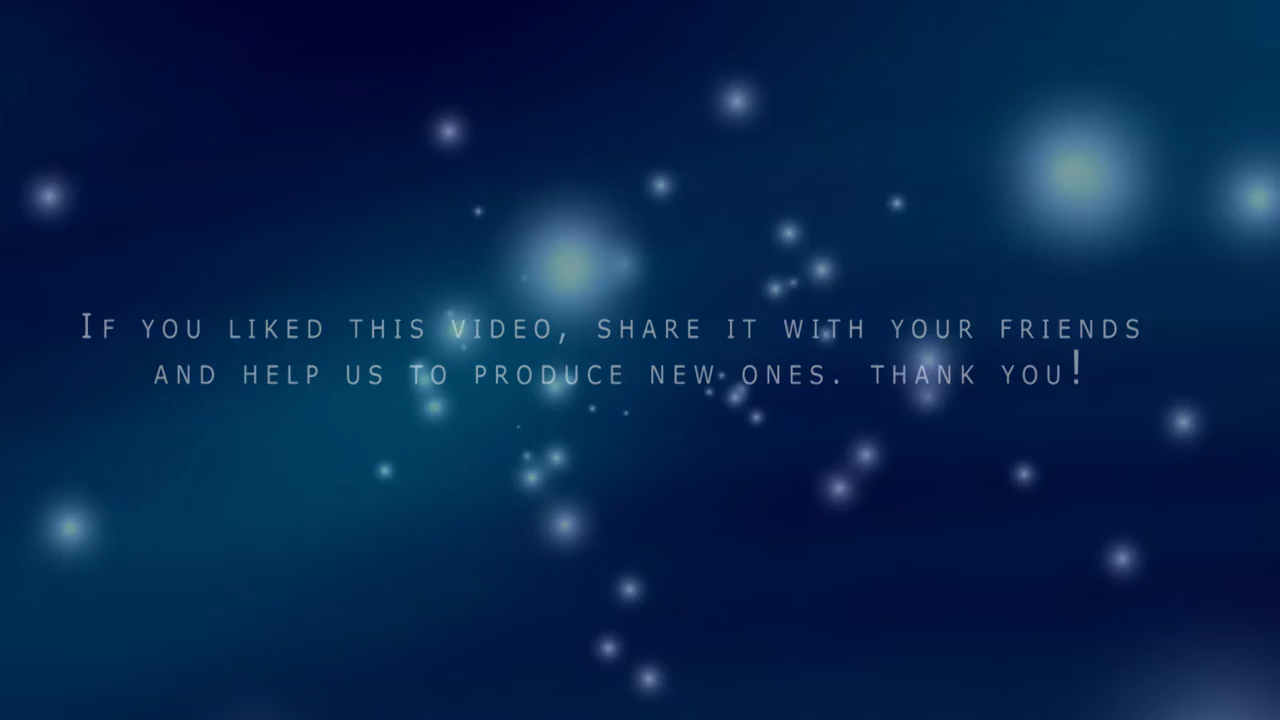 If you liked this video, share it with your friends
and help us to produce new ones. Thank you!